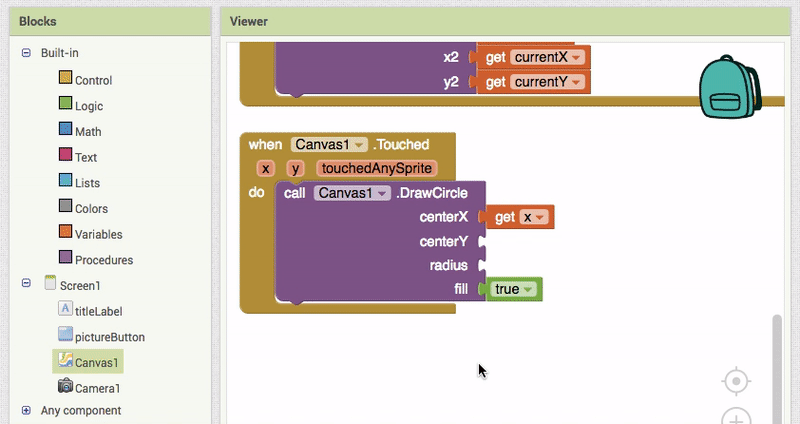 Blocks
Viewer
Built-in
Control
Logic
Math
Text
Lists
Colors
Variables
Procedures
Screen1
titleLabel
pictureButton
Canvas1
Camera1
Any component
x2 get currentX
y2 get currentY
when Canvas1 .Touched
x y touchedAnySprite
do call Canvas1 .DrawCircle
centerX get x
centerY
radius
fill true